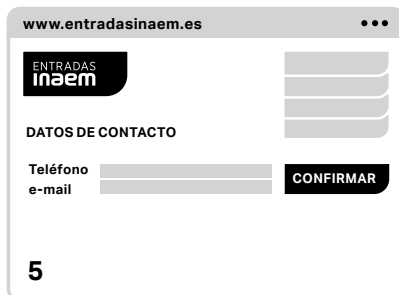 www.entradasinaem.es
ENTRADAS
inaem
DATOS DE CONTACTO
Teléfono
e-mail
CONFIRMAR
5